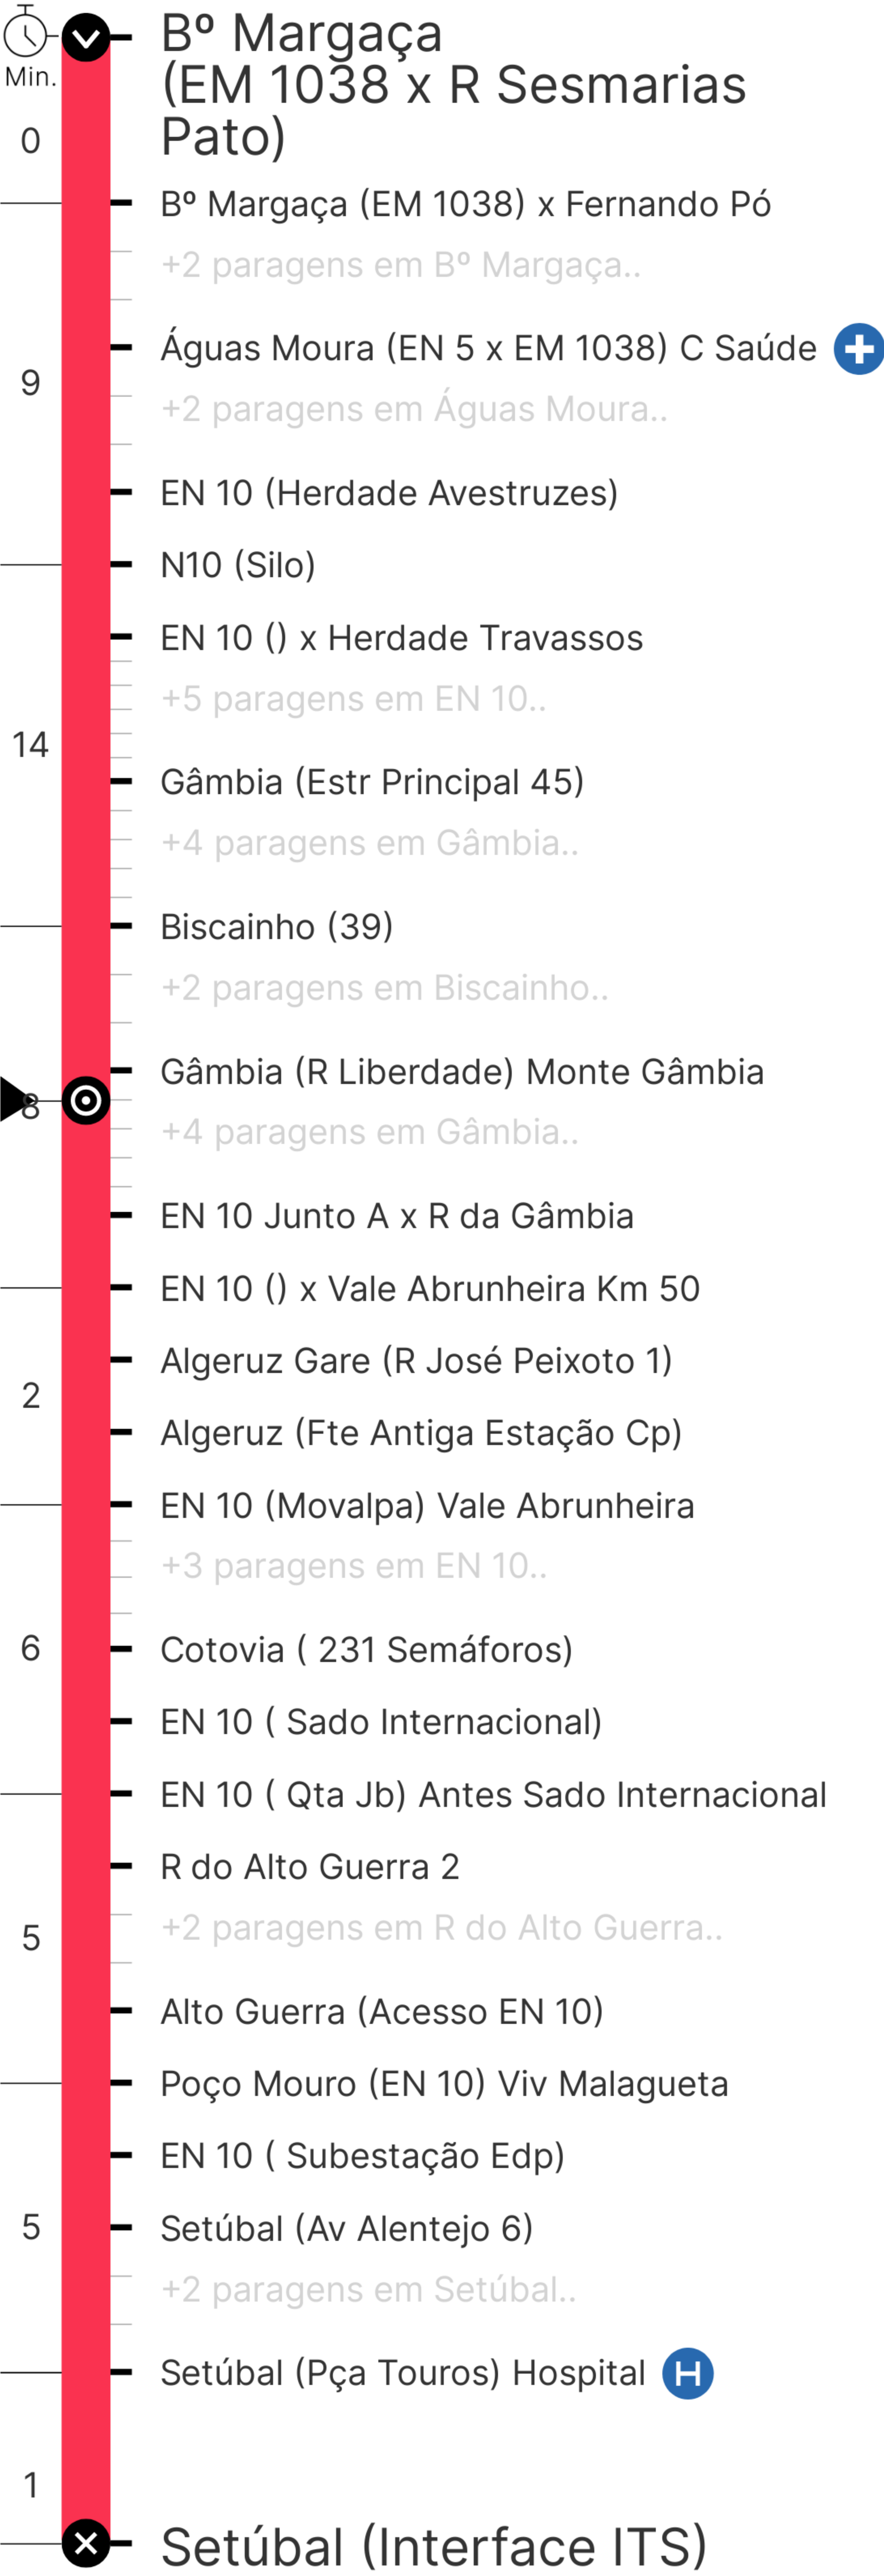 Bº Margaça
(EM 1038 x R Sesmarias
Pato)
Min.
0
Bº Margaça (EM 1038) x Fernando Pó
+2 paragens em Bº Margaça..
Águas Moura (EN 5 x EM 1038) C Saúde
9
+2 paragens em Águas Moura..
EN 10 (Herdade Avestruzes)
N10 (Silo)
EN 10 () x Herdade Travassos
+5 paragens em EN 10..
14
Gâmbia (Estr Principal 45)
+4 paragens em Gâmbia..
Biscainho (39)
+2 paragens em Biscainho..
Gâmbia (R Liberdade) Monte Gâmbia
8
+4 paragens em Gâmbia..
EN 10 Junto A x R da Gâmbia
EN 10 () x Vale Abrunheira Km 50
Algeruz Gare (R José Peixoto 1)
2
Algeruz (Fte Antiga Estação Cp)
EN 10 (Movalpa) Vale Abrunheira
+3 paragens em EN 10..
6
Cotovia ( 231 Semáforos)
EN 10 ( Sado Internacional)
EN 10 ( Qta Jb) Antes Sado Internacional
R do Alto Guerra 2
+2 paragens em R do Alto Guerra..
5
Alto Guerra (Acesso EN 10)
Poço Mouro (EN 10) Viv Malagueta
EN 10 ( Subestação Edp)
5
Setúbal (Av Alentejo 6)
+2 paragens em Setúbal..
Setúbal (Pça Touros) Hospital H
1
Setúbal (Interface ITS)